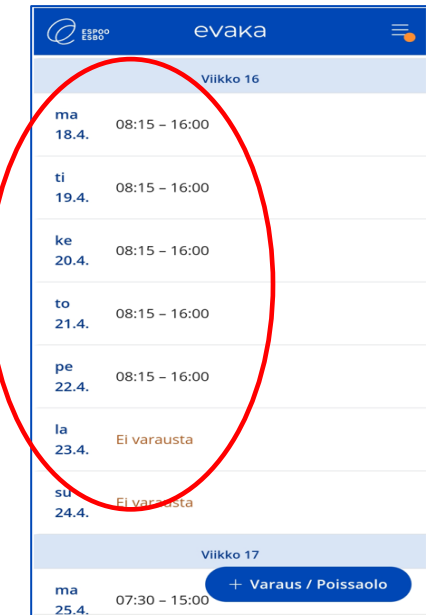 ESPOO
ESBO
evaka
Viikko 16
ma
18.4.
08:15 – 16:00
ti
19.4.
08:15 – 16:00
ke
20.4.
08:15 – 16:00
to
21.4.
08:15 – 16:00
pe
22.4.
08:15 – 16:00
la
23.4.
Ei varausta
su
24.4.
Ei varausta
Viikko 17
ma
25.4.
07:30 – 15:00
+ Varaus / Poissaolo